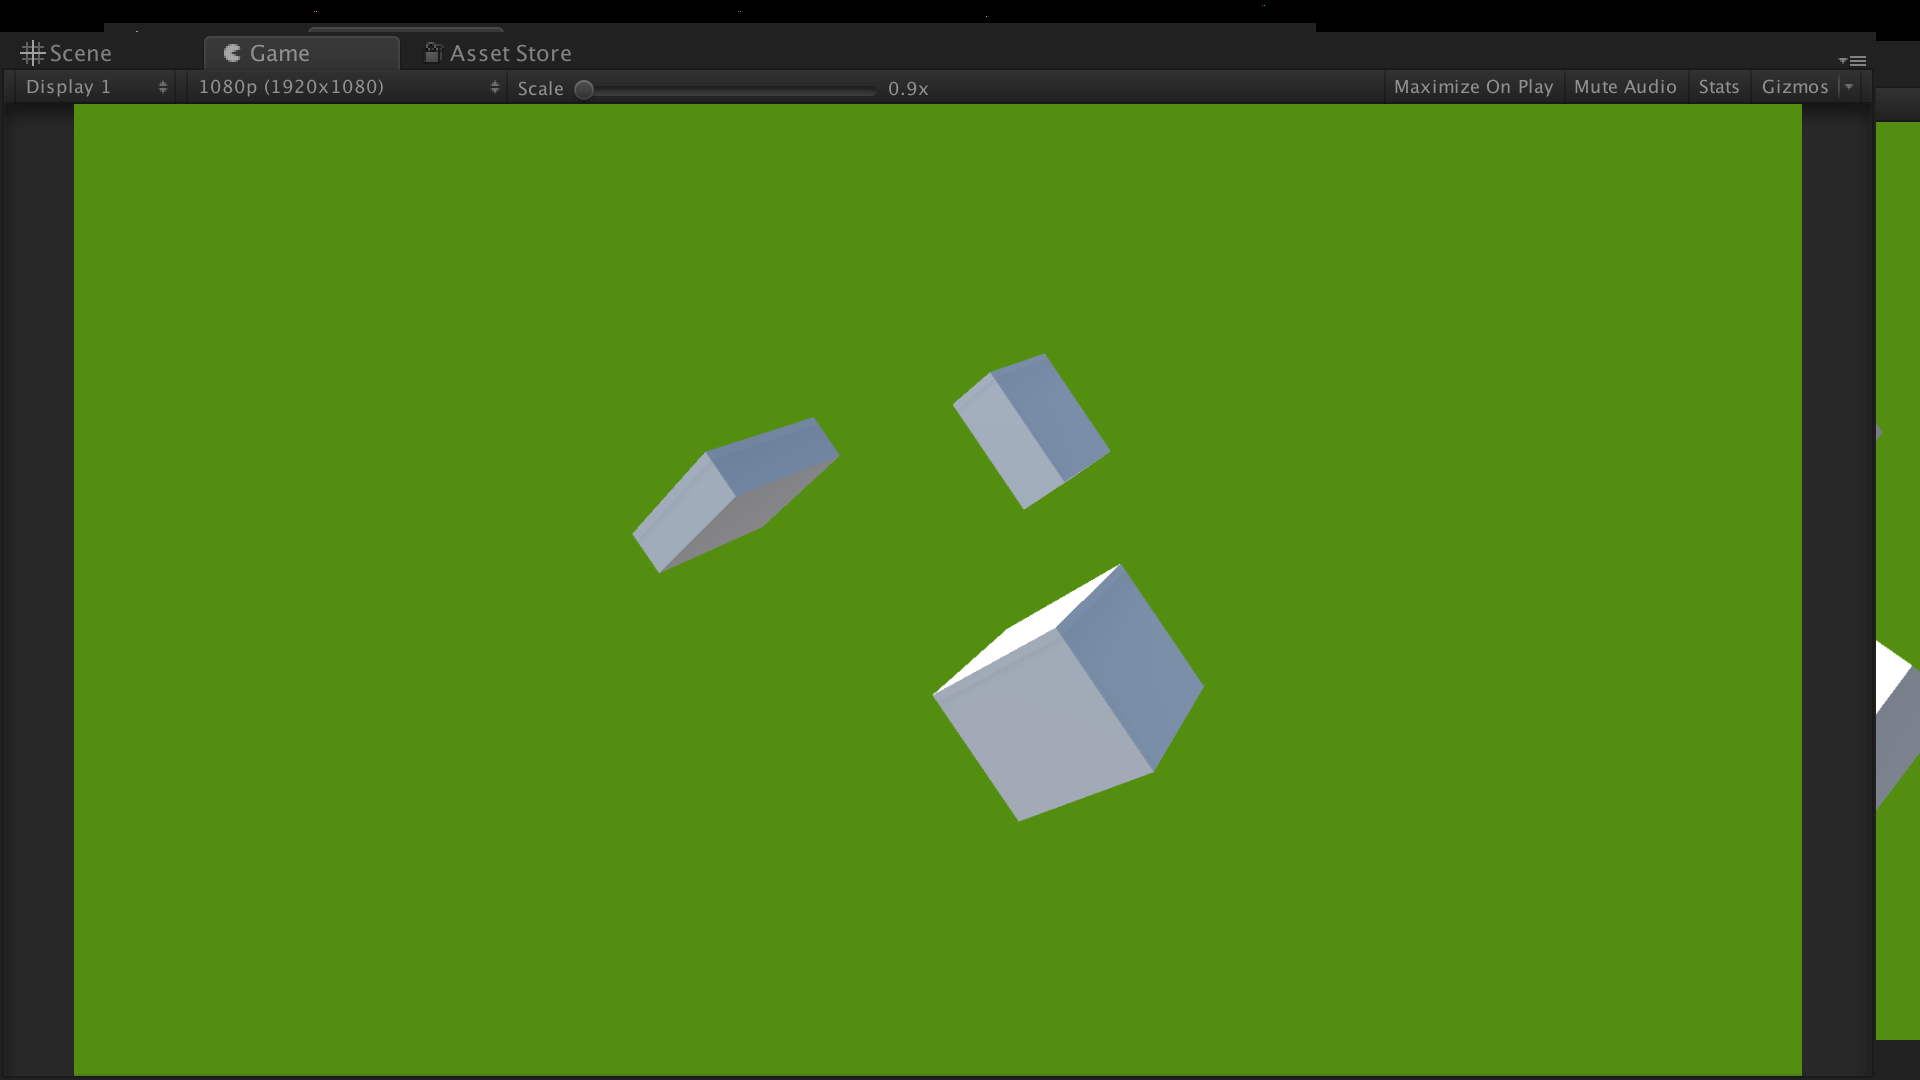 Scene Game Asset Store
Display 1 1080p (1920x1080) Scale 0.9x Maximize On Play Mute Audio Stats Gizmos